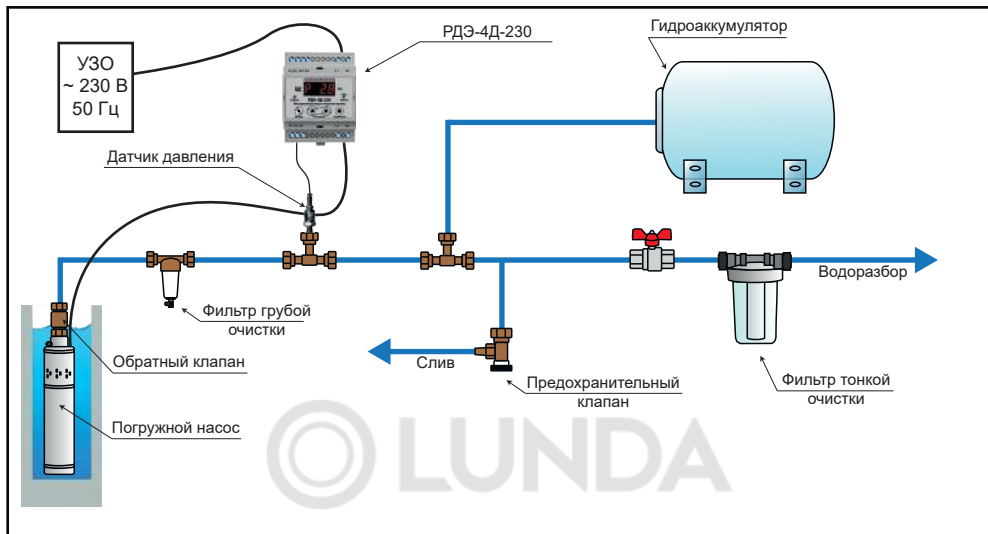 УЗО
~ 230 В
50 Гц
РДЭ-4Д-230
Гидроаккумулятор
Датчик давления
Водоразбор
Фильтр грубой
очистки
Обратный клапан
Слив
Предохранительный
клапан
Фильтр тонкой
очистки
Погружной насос
LUNDA